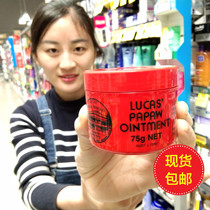 LUCAS'
PAPAW
OINTMENT
75g NET
现货
包邮